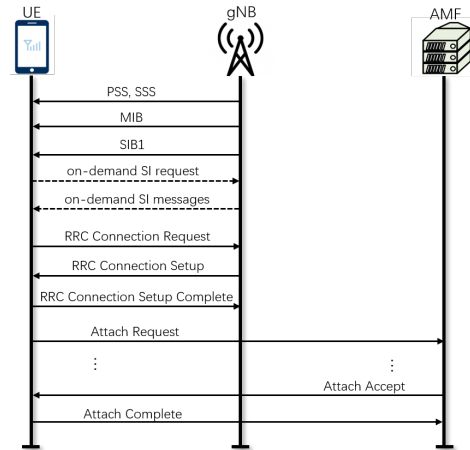 UE
gNB
AMF
PSS, SSS
MIB
SIB1
on-demand SI request
on-demand SI messages
RRC Connection Request
RRC Connection Setup
RRC Connection Setup Complete
Attach Request
⋮ ⋮
Attach Accept
Attach Complete